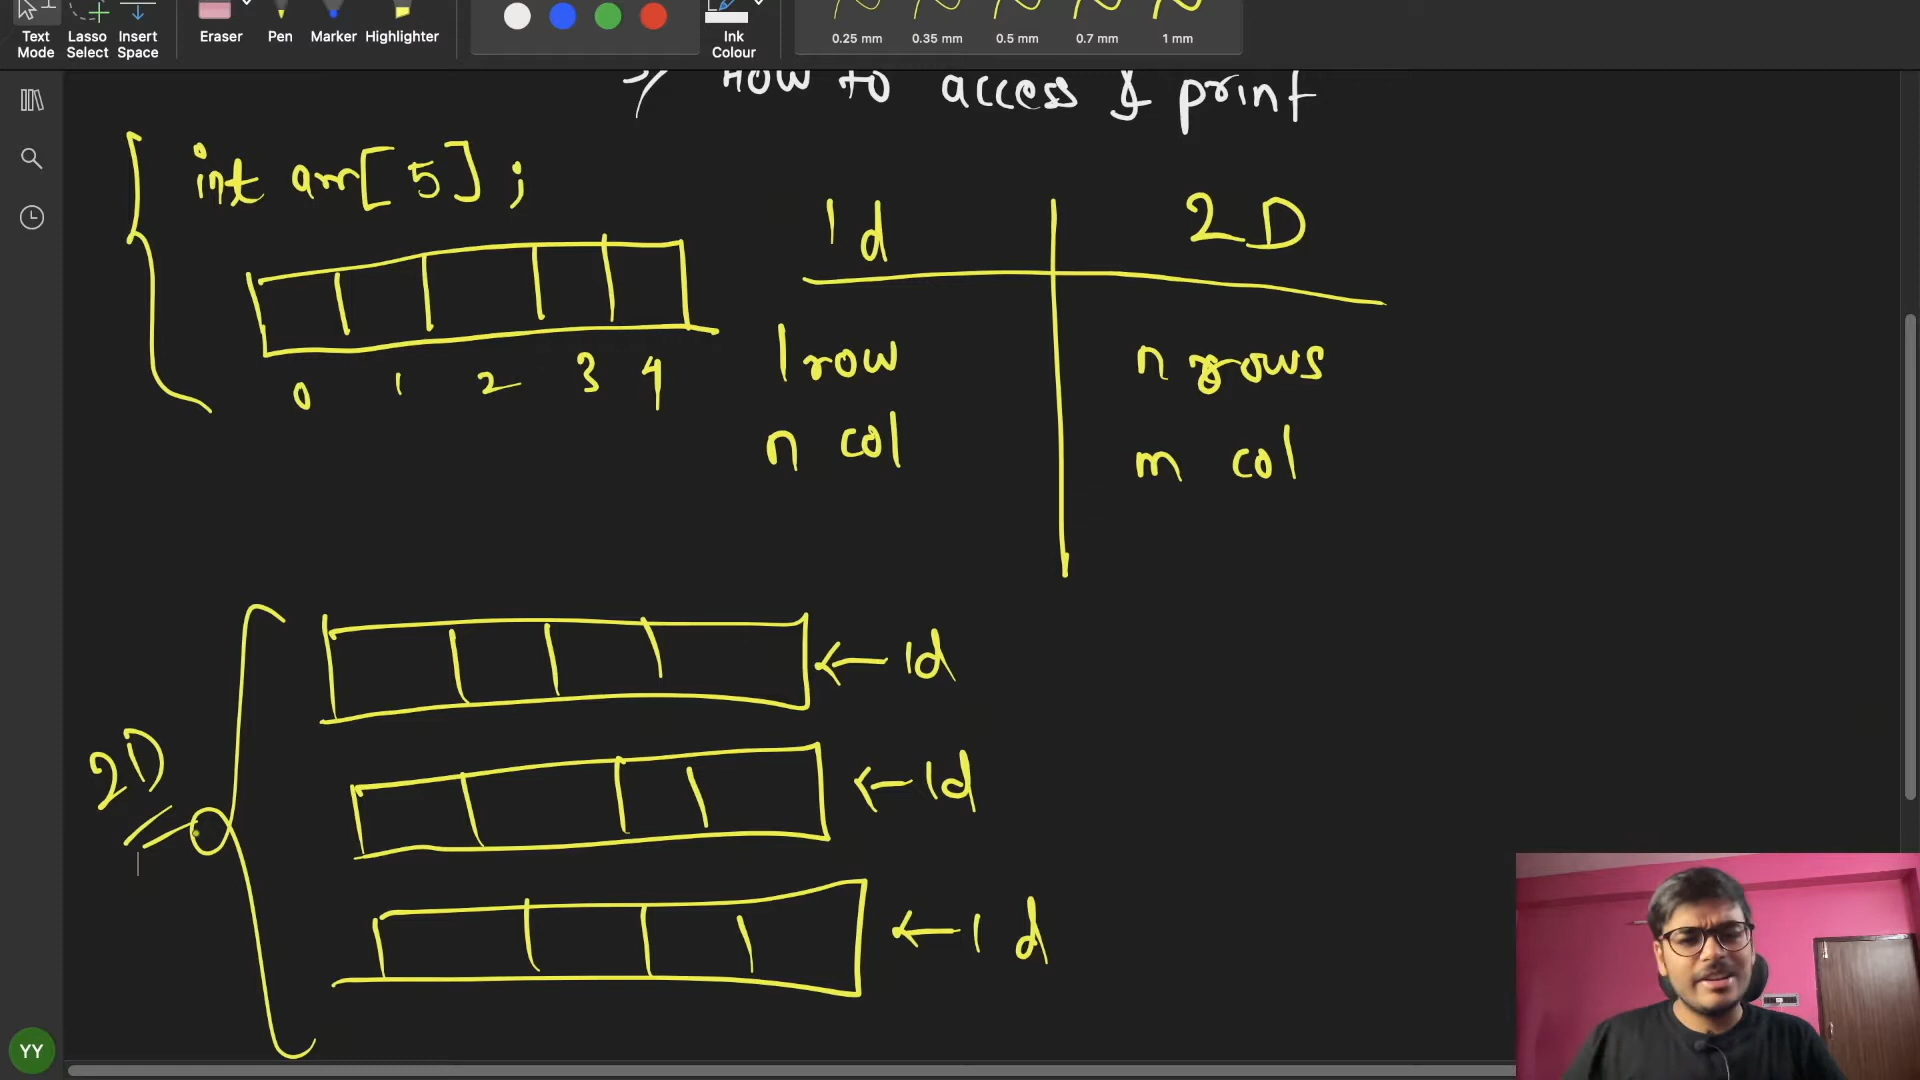 Text Mode
Lasso Select
Insert Space
Eraser
Pen
Marker
Highlighter
Ink Colour
0.25 mm
0.35 mm
0.5 mm
0.7 mm
1 mm
How to access & print
int arr[5];
0 1 2 3 4
1d 2D
1 row n rows
n col m col
2D
← 1d
← 1d
← 1d
YY